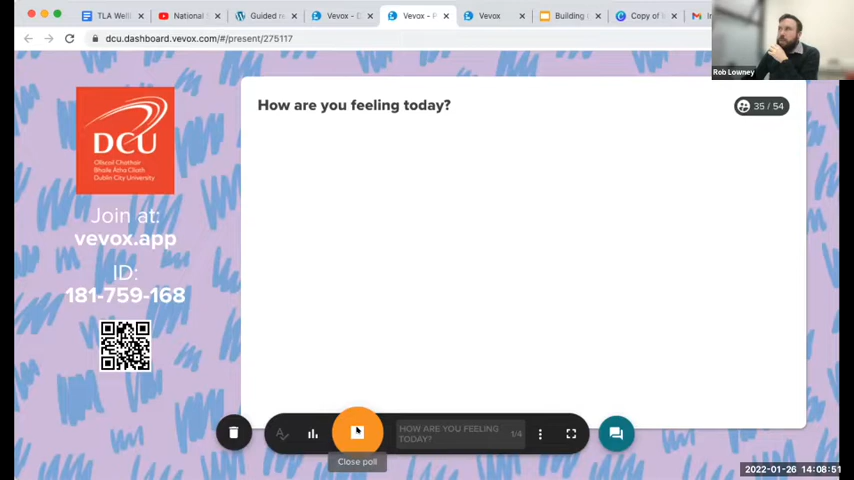 TLA Well
National
Guided n
Vevox - D
Vevox - P
Vevox
Building
Copy of
dcu.dashboard.vevox.com/#/present/275117
Rob Lowney
DCU
Ollscoil Chathair
Bhaile Átha Cliath
Dublin City University
Join at:
vevox.app
ID:
181-759-168
How are you feeling today?
35 / 54
HOW ARE YOU FEELING
TODAY?
1/4
Close poll
2022-01-26 14:08:51